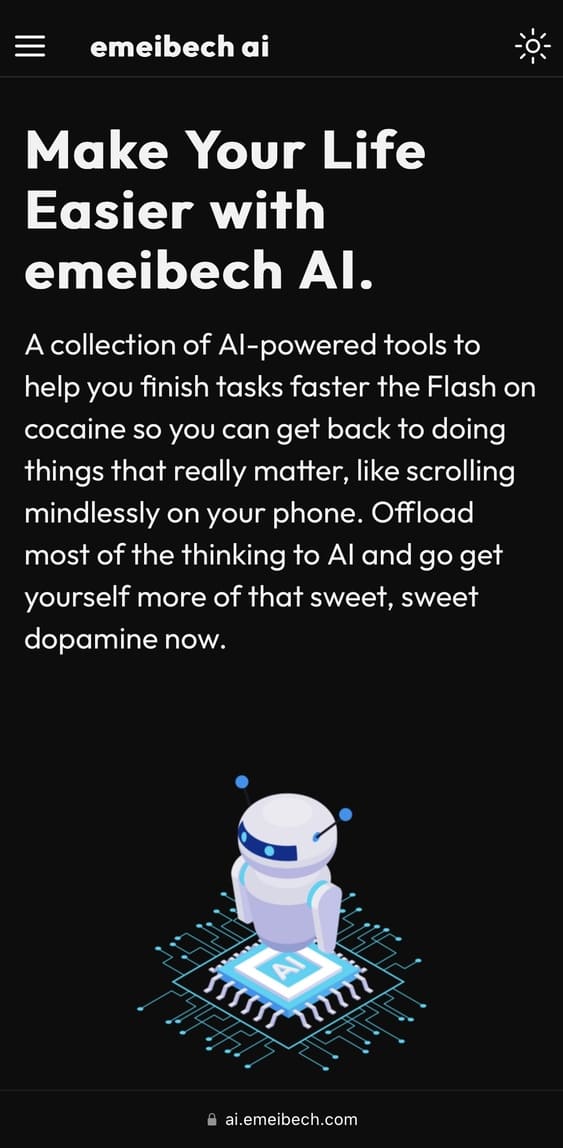 emeibech ai
Make Your Life
Easier with
emeibech AI.
A collection of AI-powered tools to
help you finish tasks faster the Flash on
cocaine so you can get back to doing
things that really matter, like scrolling
mindlessly on your phone. Offload
most of the thinking to AI and go get
yourself more of that sweet, sweet
dopamine now.
AI
ai.emeibech.com